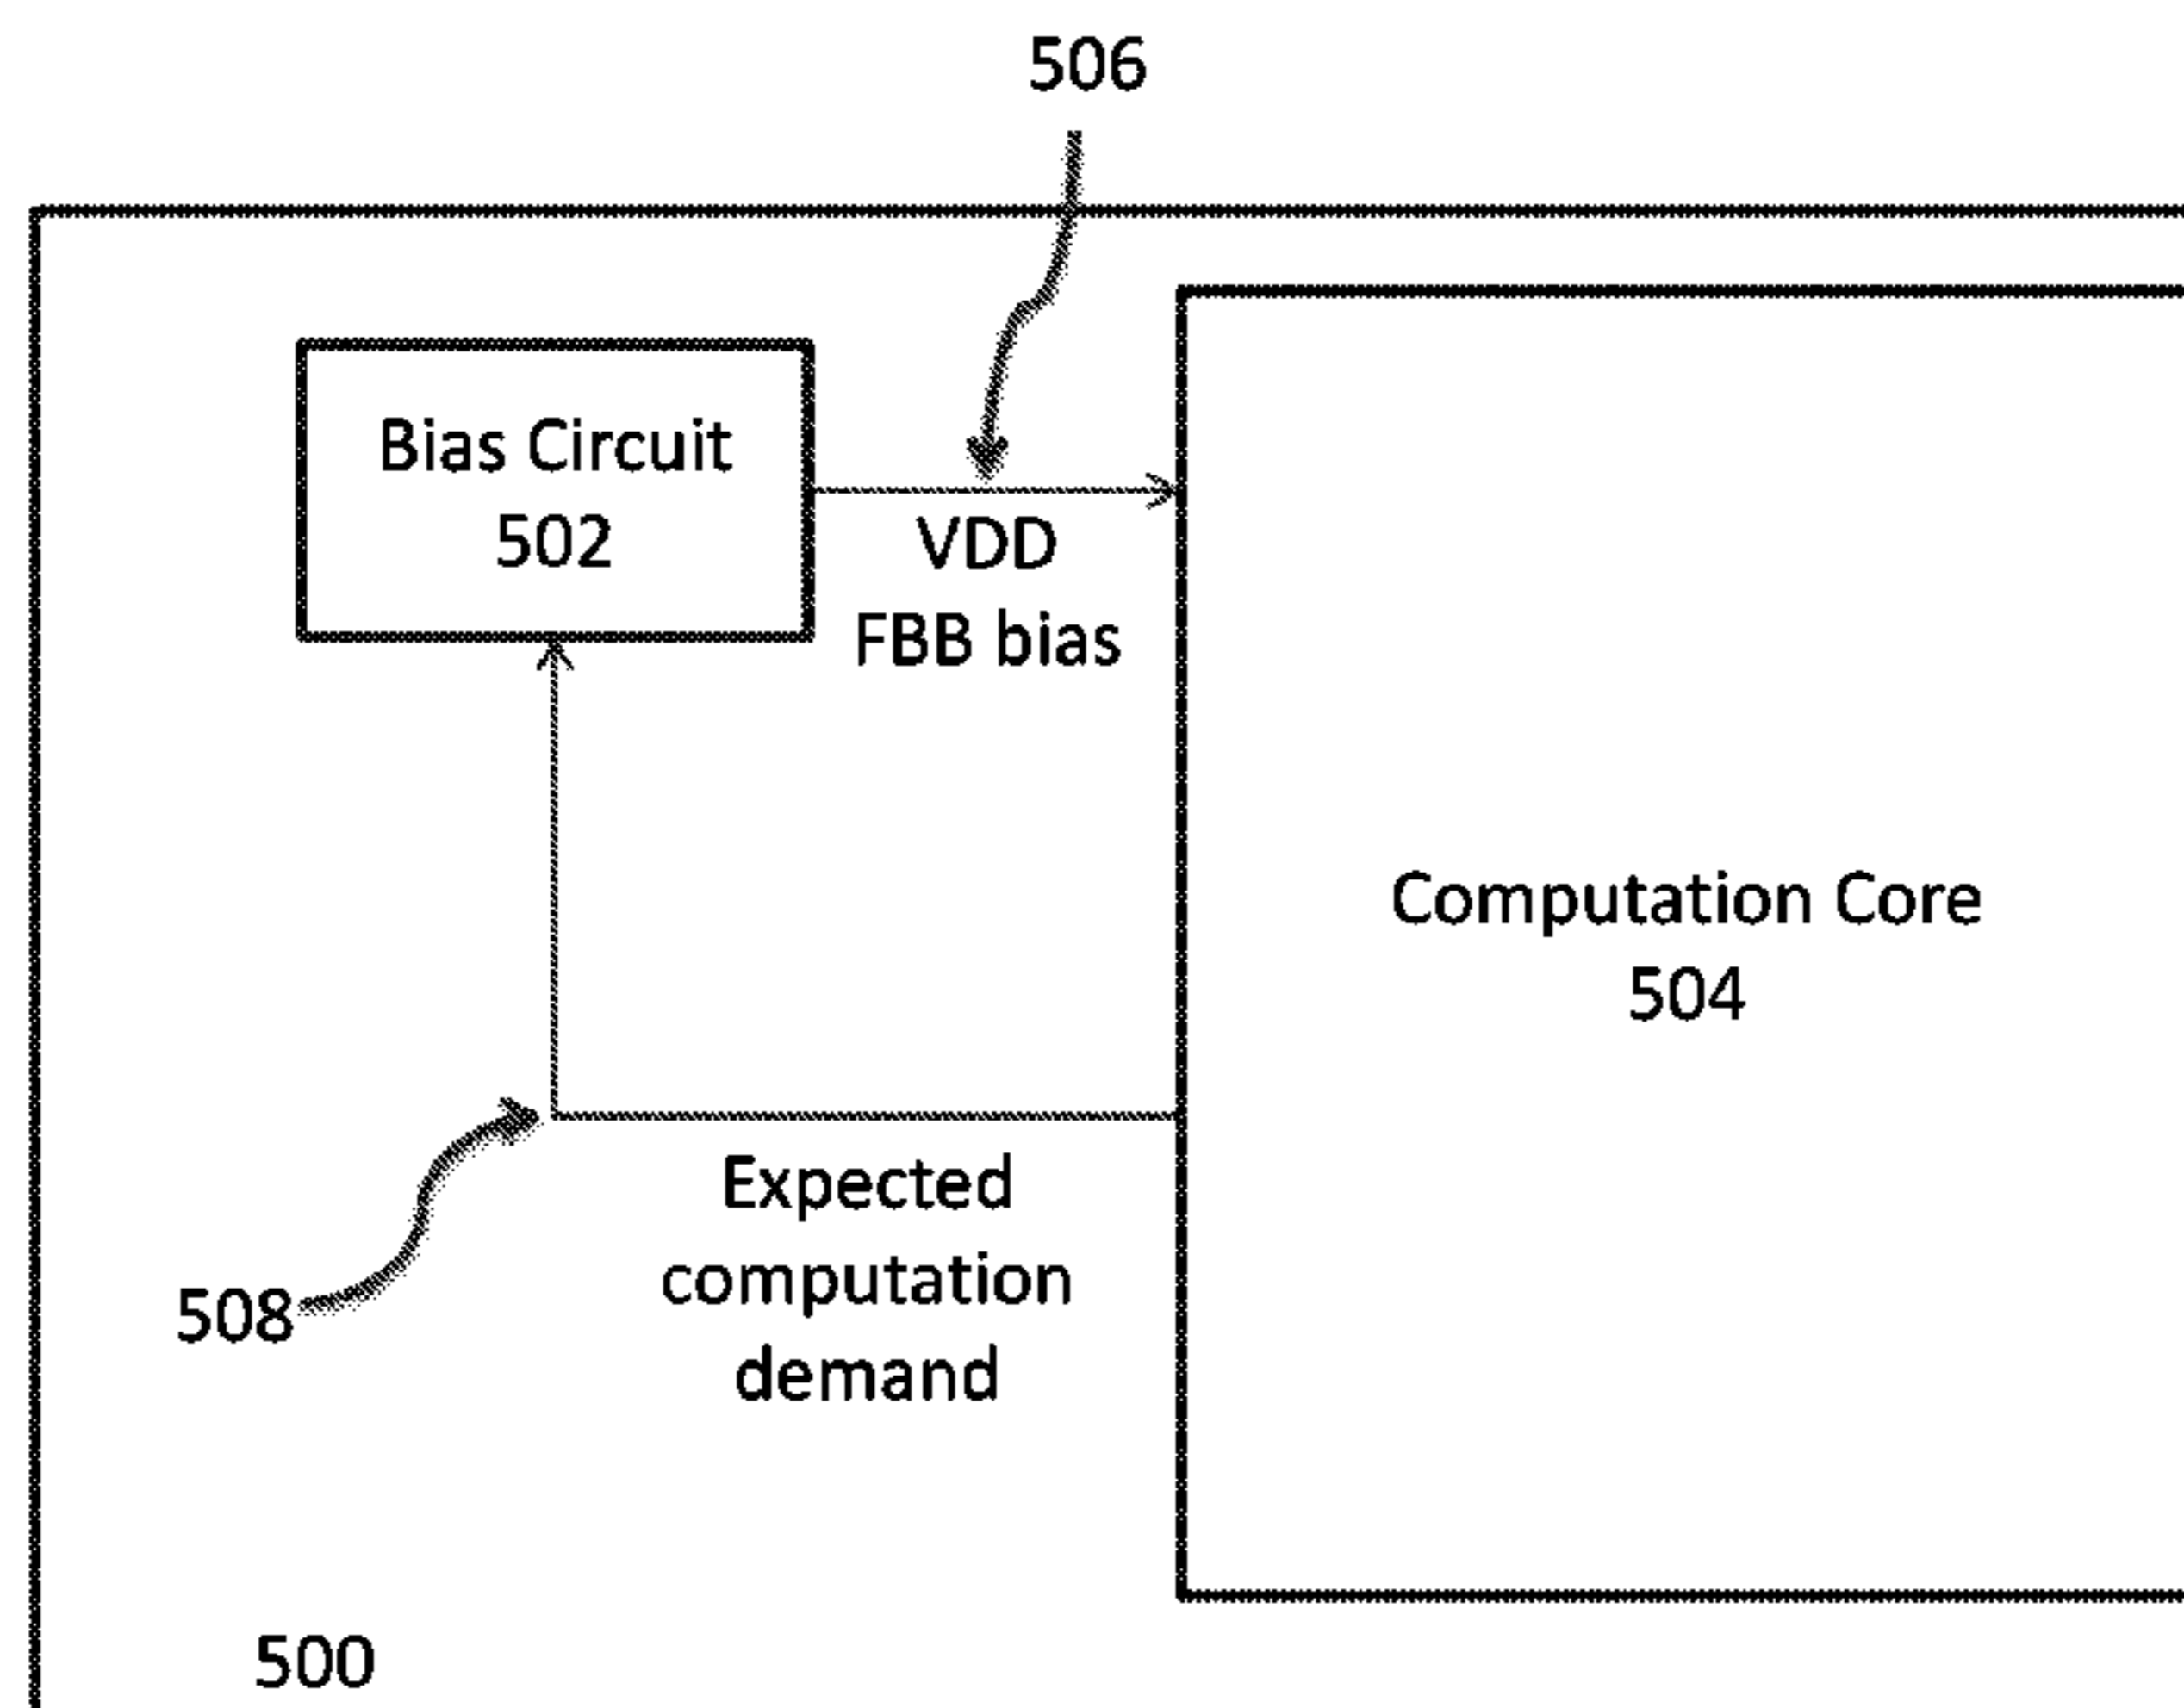 506
Bias Circuit
502
VDD
FBB bias
Computation Core
504
Expected
computation
demand
508
500